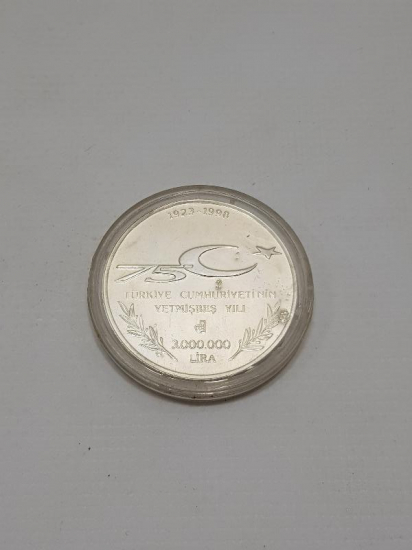 1923-1998
75
TÜRKİYE CUMHURİYETİ'NİN
YETMİŞBEŞ YILI
3.000.000
LİRA